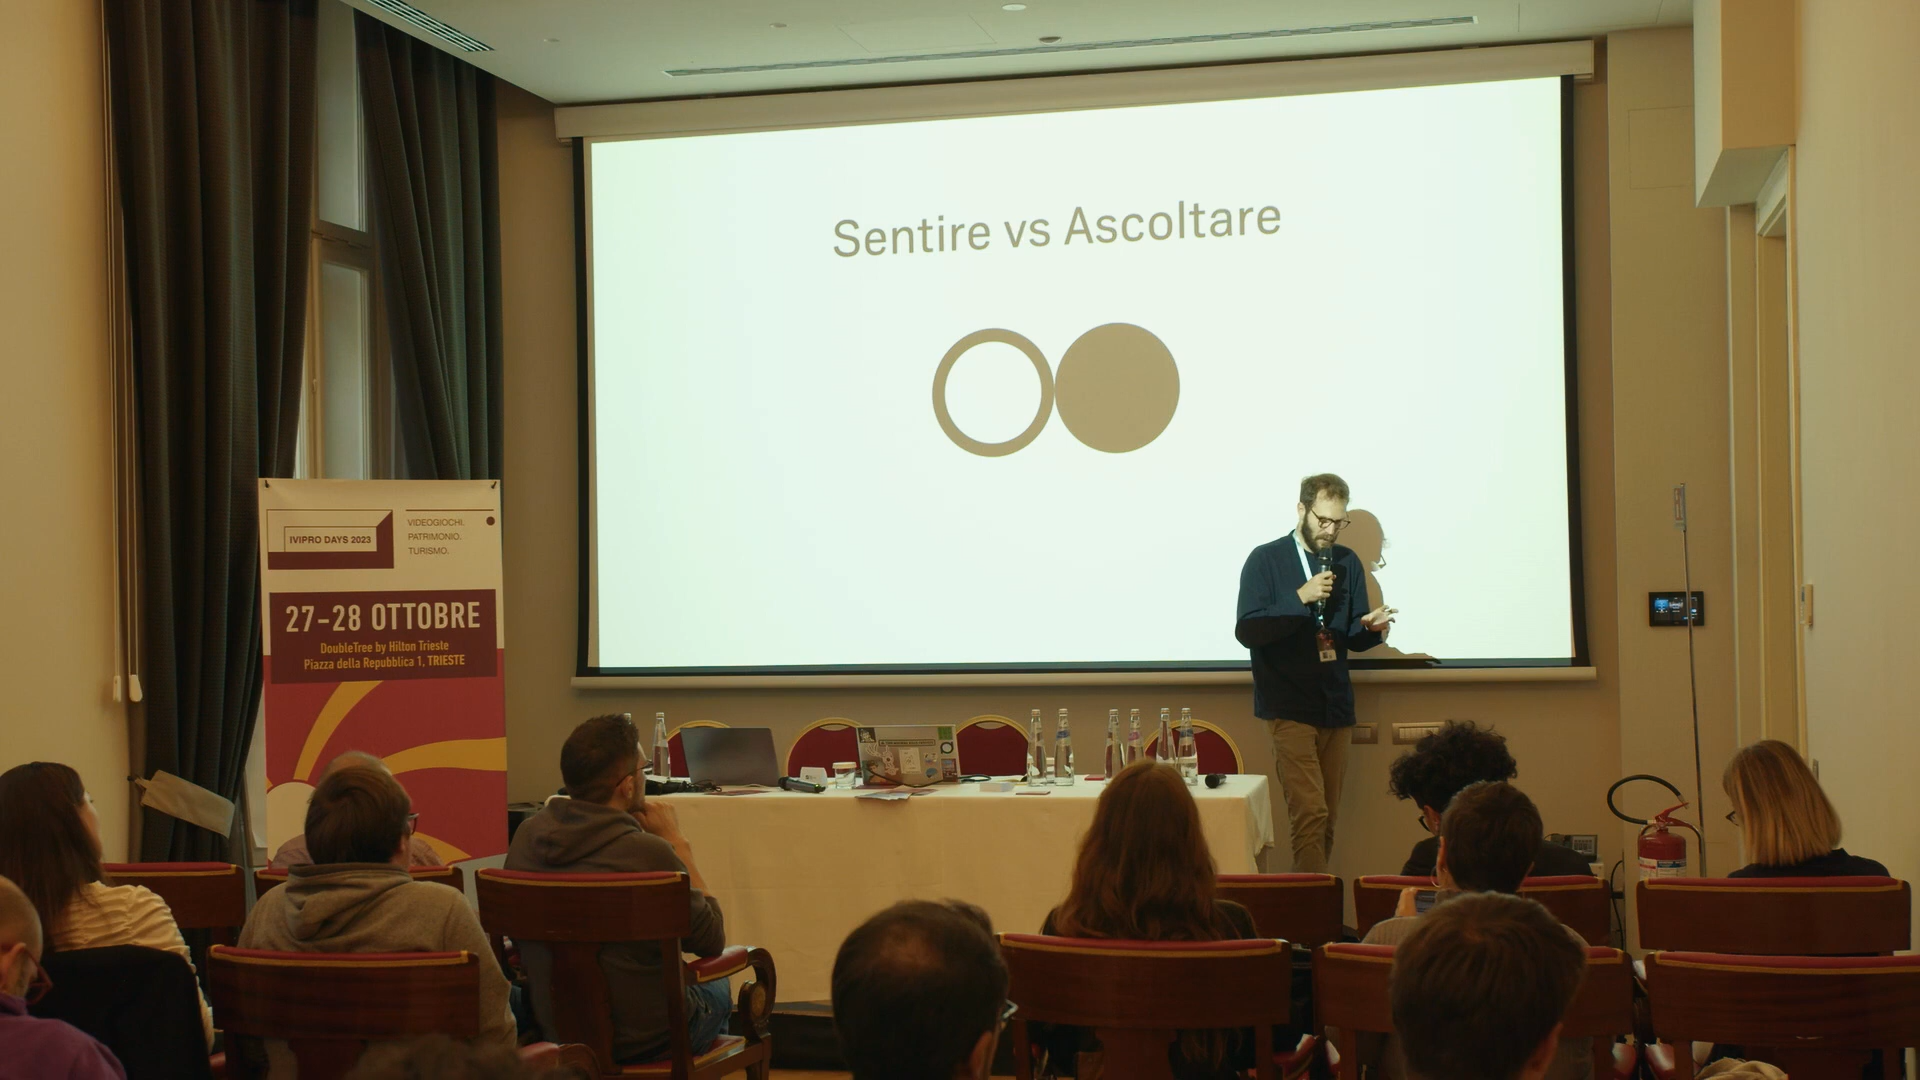 Sentire vs Ascoltare
IVIPRO DAYS 2023
VIDEOGIOCHI.
PATRIMONIO.
TURISMO.
27-28 OTTOBRE
DoubleTree by Hilton Trieste
Piazza della Repubblica 1, TRIESTE